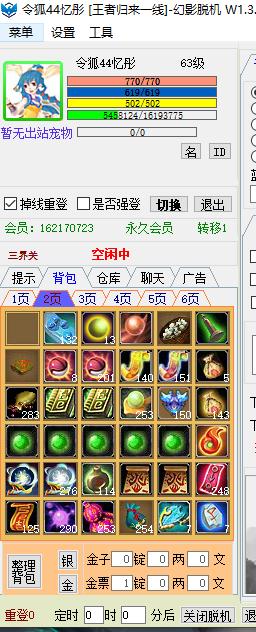 令狐44忆彤 [王者归来一线]-幻影脱机 W1.3.
菜单 设置 工具
令狐44忆彤 63级
770/770
619/619
502/502
5458124/16193775
暂无出站宠物 0/0
名 ID
掉线重登 是否强登 切换 退出
会员：162170723 永久会员 转移1
三界关 空闲中
提示 背包 仓库 聊天 广告
1页 2页 3页 4页 5页 6页
132 13 5
8 201 140 151 5
283 253 150 143
276 114 248
125 290 253 254 7 7
整理背包
银 金子 0 锭 0 两 0 文
金 金票 1 锭 0 两 0 文
重登0 定时 0 时 0 分后 关闭脱机